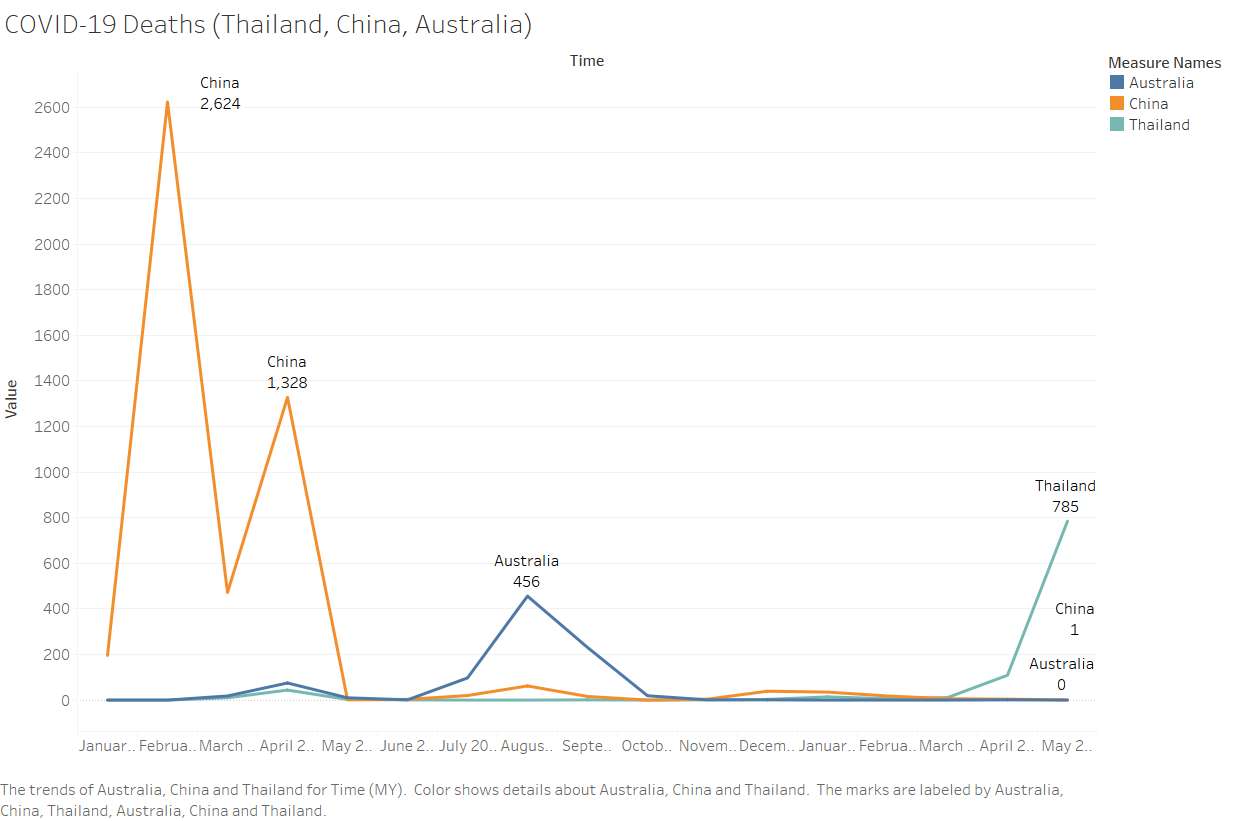 COVID-19 Deaths (Thailand, China, Australia)
Time
Measure Names
Australia
China
Thailand
China
2,624
2600
2400
2200
2000
1800
1600
1400
1200
1000
800
600
400
200
0
Value
China
1,328
Australia
456
Thailand
785
China
1
Australia
0
Januar.. Februa.. March .. April 2.. May 2.. June 2.. July 20.. Augus.. Septe.. Octob.. Novem.. Decem.. Januar.. Februa.. March .. April 2.. May 2..
The trends of Australia, China and Thailand for Time (MY).  Color shows details about Australia, China and Thailand.  The marks are labeled by Australia,
China, Thailand, Australia, China and Thailand.